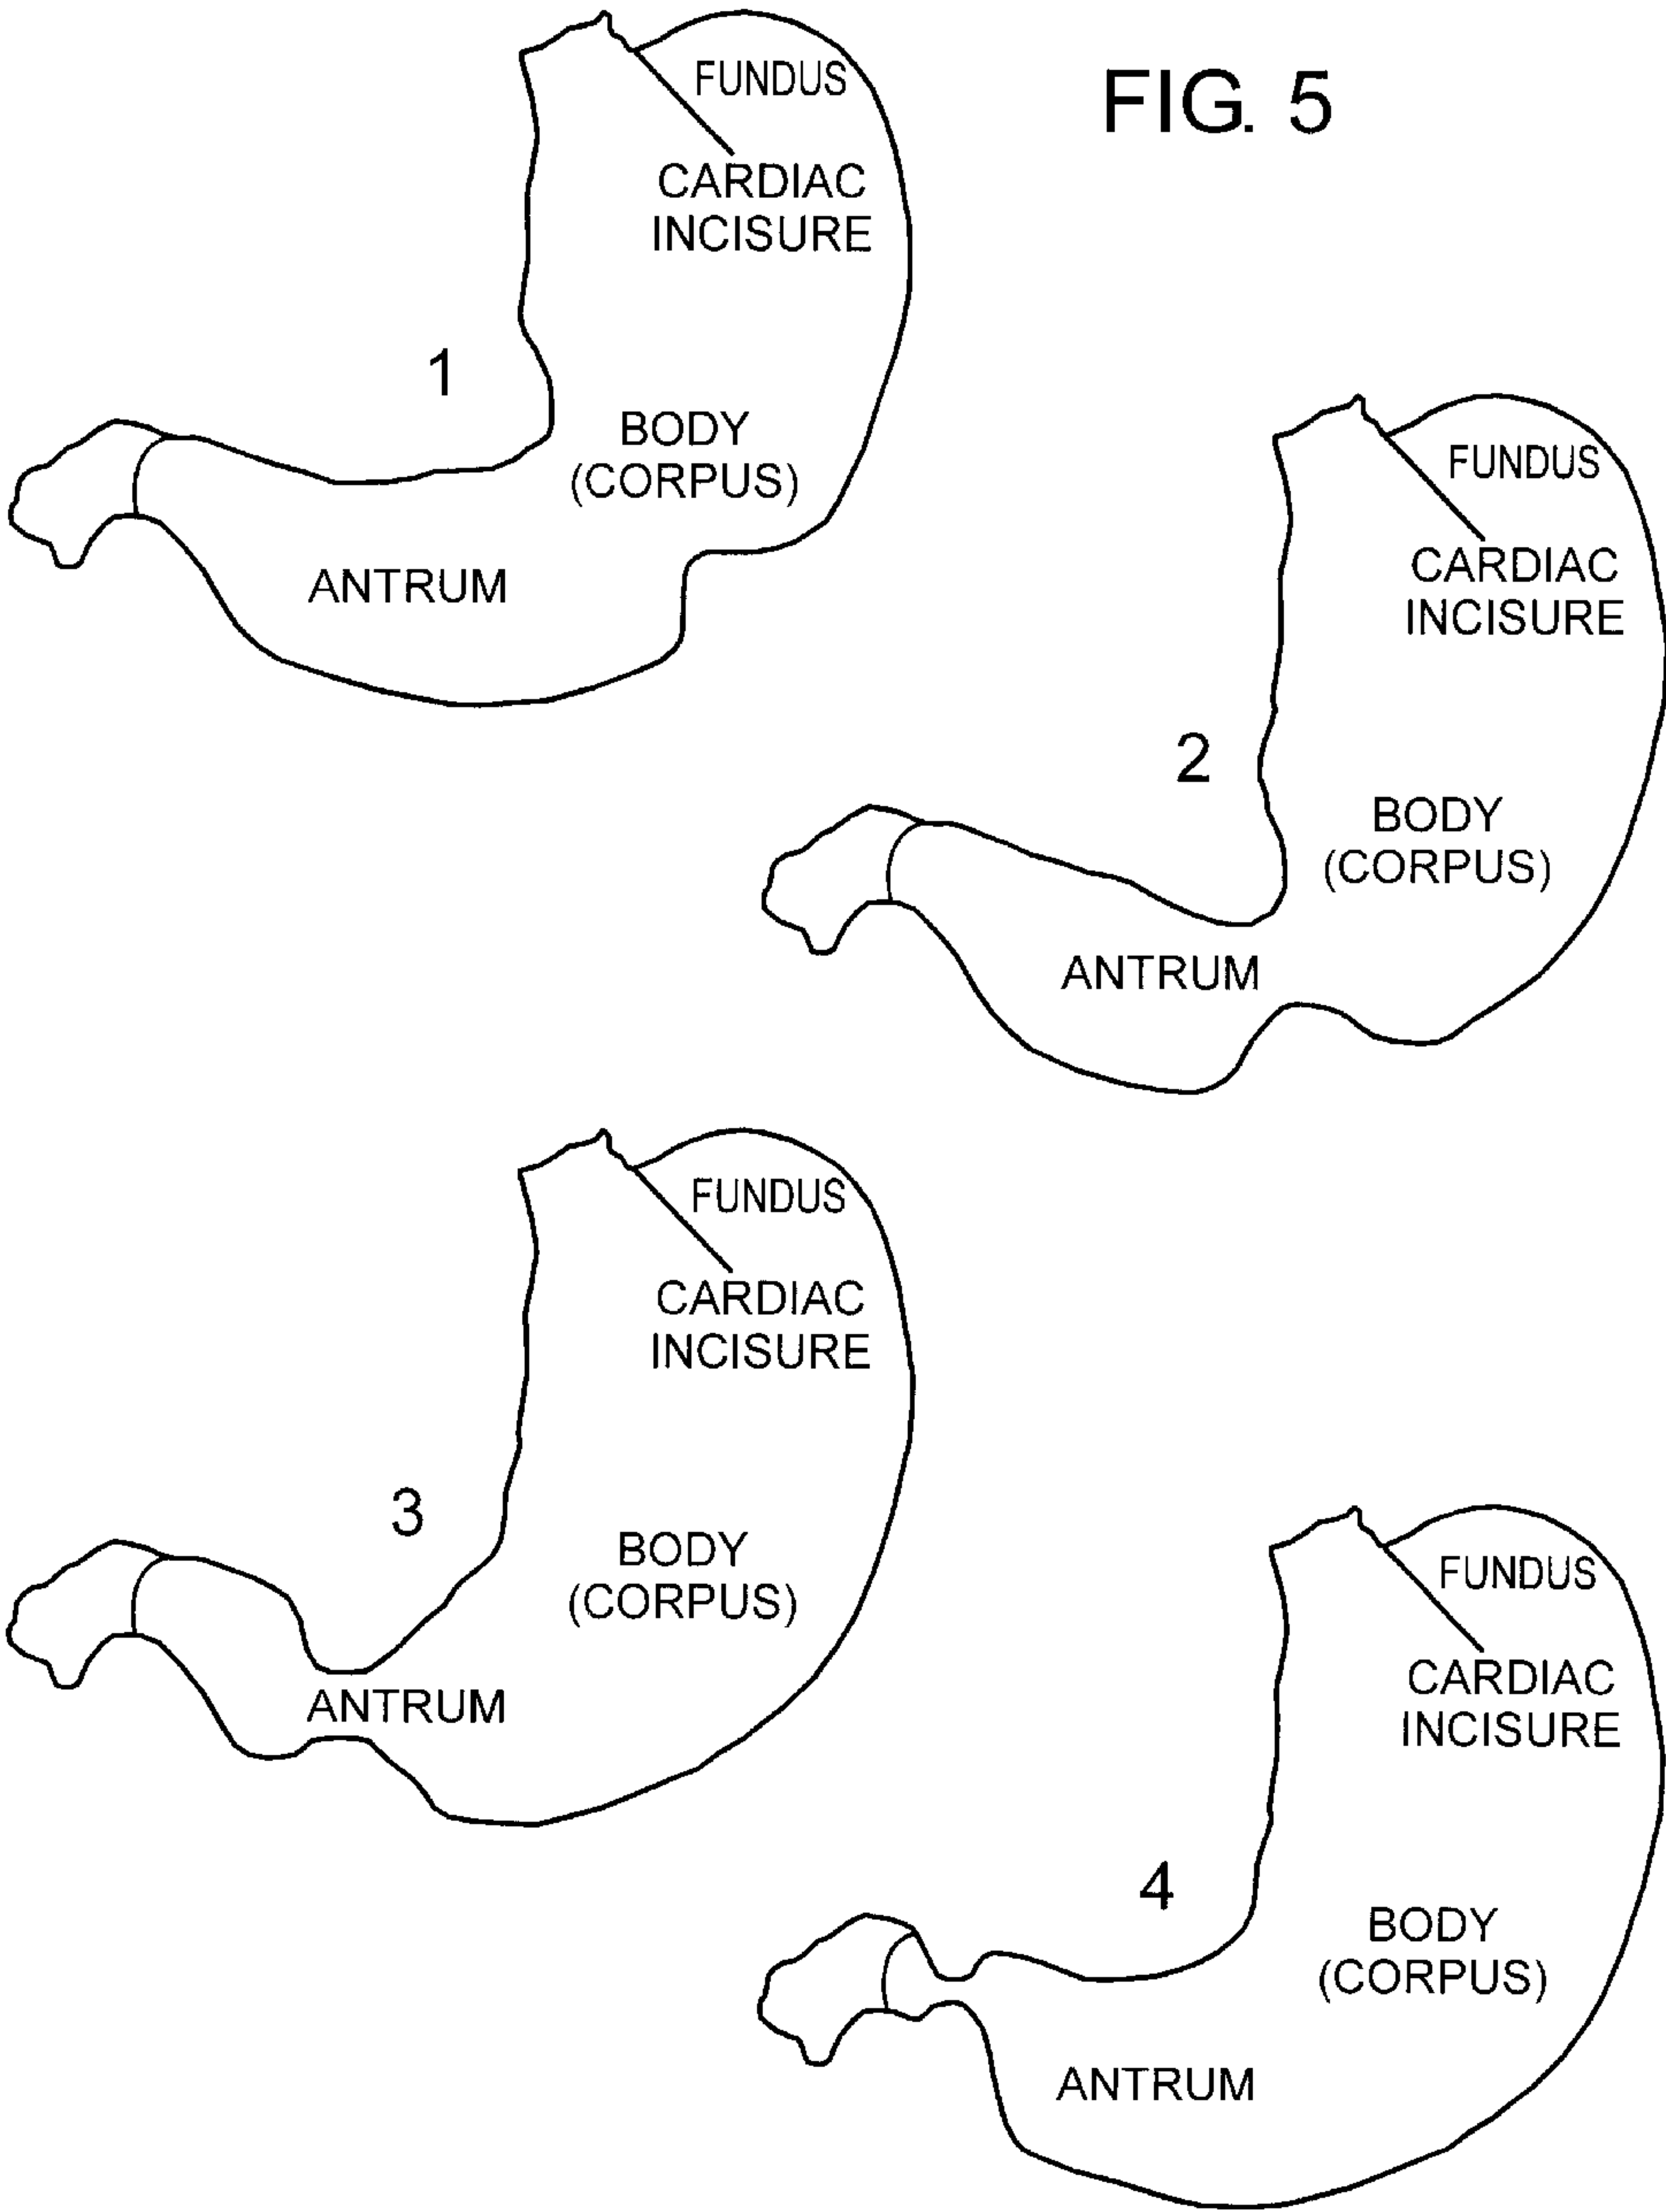 FIG. 5
FUNDUS
CARDIAC
INCISURE
1
BODY
(CORPUS)
ANTRUM
FUNDUS
CARDIAC
INCISURE
2
BODY
(CORPUS)
ANTRUM
FUNDUS
CARDIAC
INCISURE
3
BODY
(CORPUS)
ANTRUM
FUNDUS
CARDIAC
INCISURE
4
BODY
(CORPUS)
ANTRUM